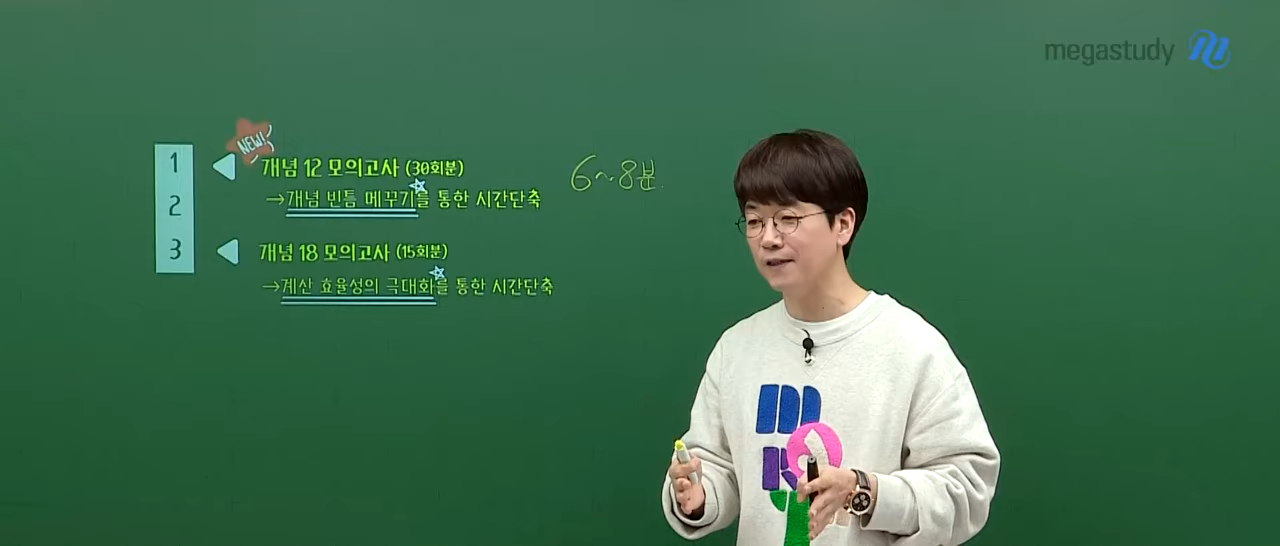 megastudy
NEW!
1
개념 12 모의고사 (30회분)
6~8분.
2
→개념 빈틈 메꾸기를 통한 시간단축
3
개념 18 모의고사 (15회분)
→계산 효율성의 극대화를 통한 시간단축